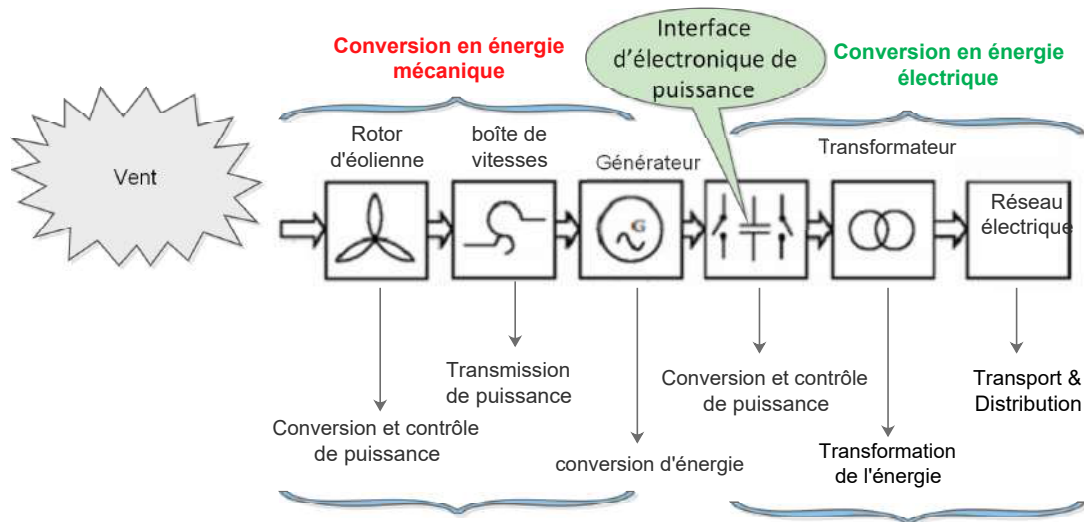 Interface
d'électronique de
puissance
Conversion en énergie
mécanique
Conversion en énergie
électrique
Vent
Rotor
d'éolienne
boîte de
vitesses
Générateur
Transformateur
G
Réseau
électrique
Transmission
de puissance
Conversion et contrôle
de puissance
Transport &
Distribution
Conversion et contrôle
de puissance
conversion d'énergie
Transformation
de l'énergie